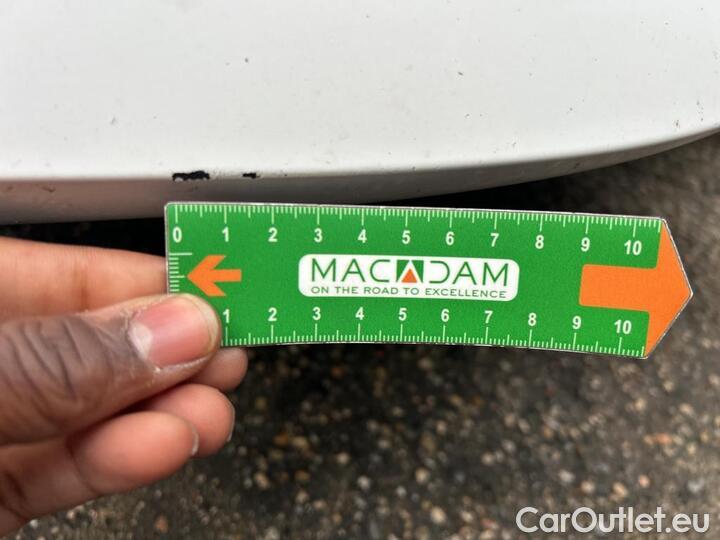 0 1 2 3 4 5 6 7 8 9 10
MACADAM
ON THE ROAD TO EXCELLENCE
1 2 3 4 5 6 7 8 9 10
CarOutlet.eu